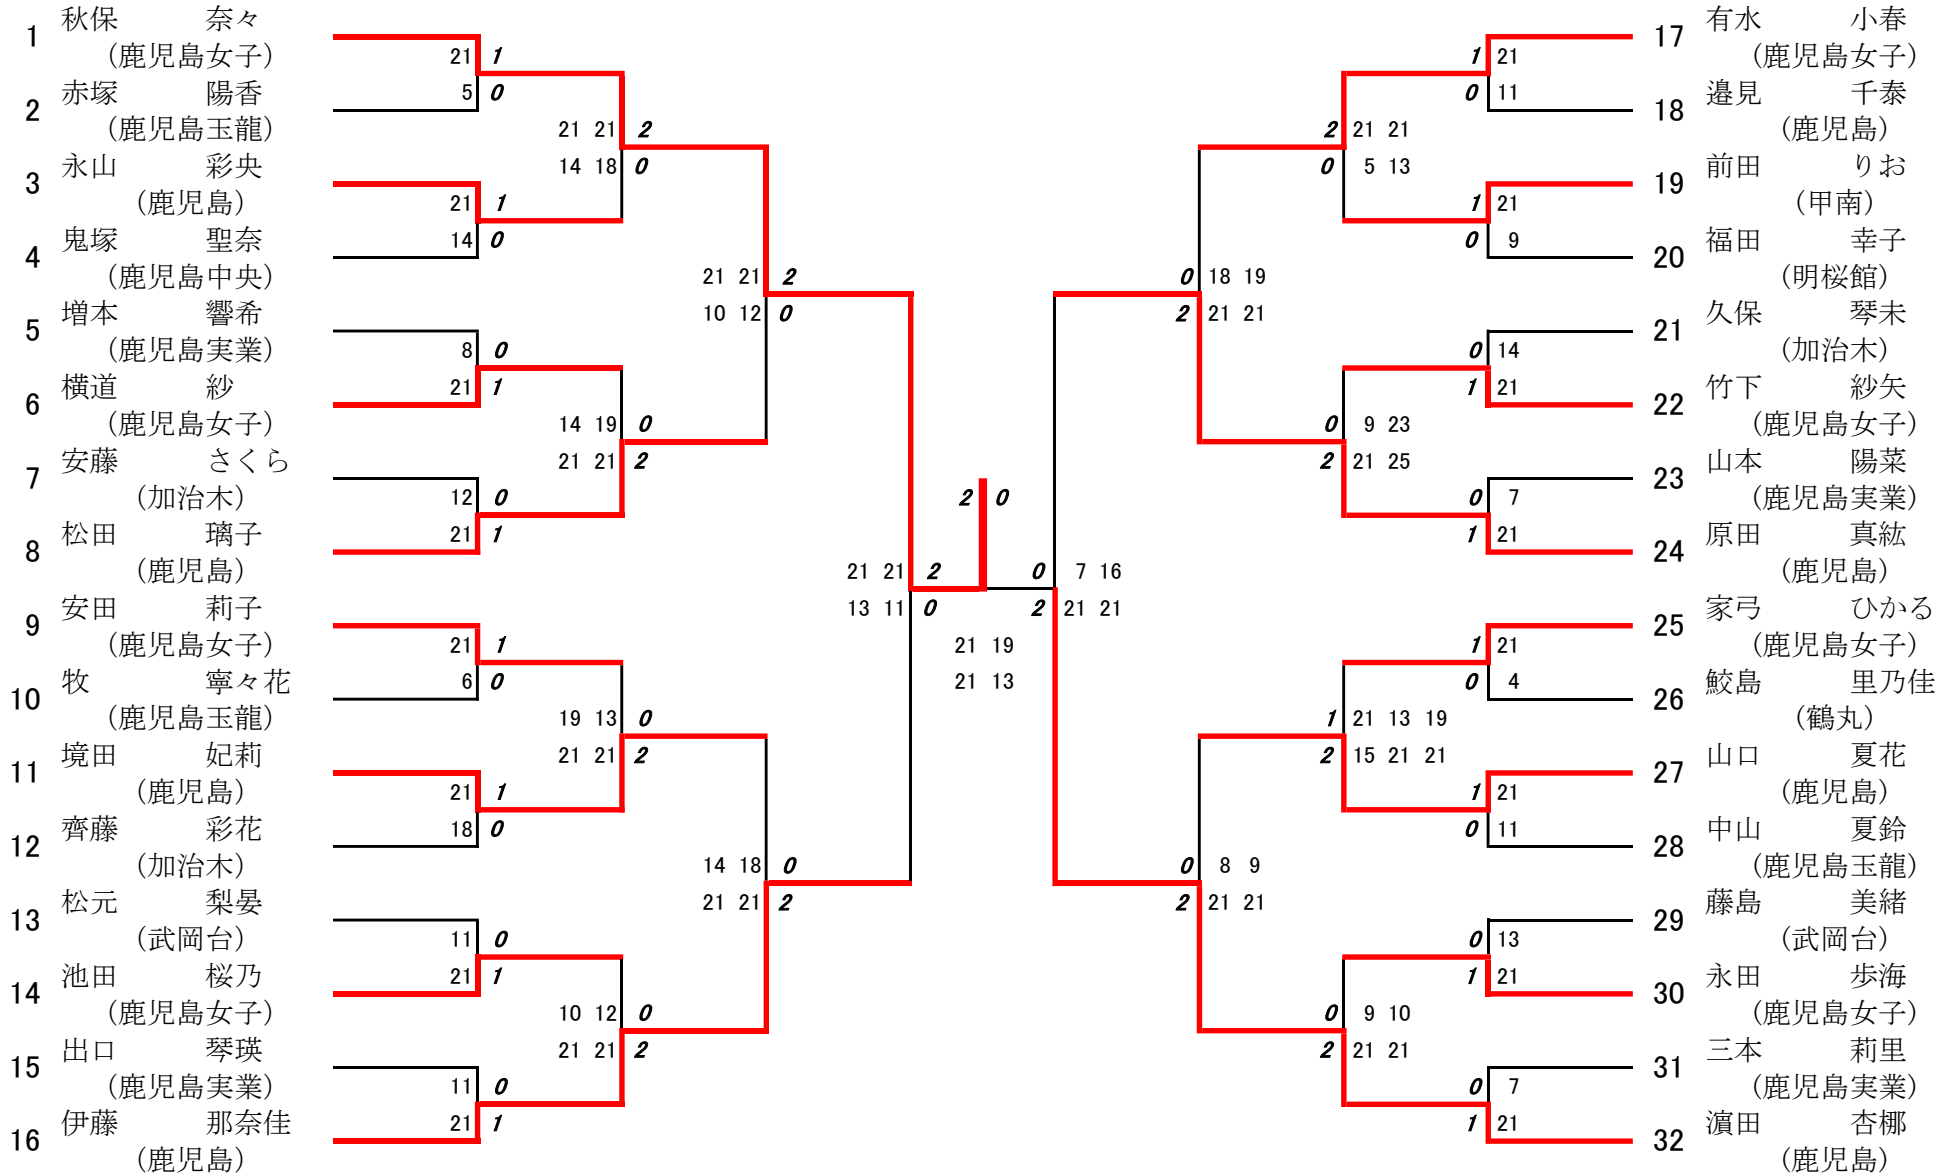 1 秋保 奈々
(鹿児島女子)
21 1
5 0
2 赤塚 陽香
(鹿児島玉龍)
21 21 2
14 18 0
3 永山 彩央
(鹿児島)
21 1
14 0
4 鬼塚 聖奈
(鹿児島中央)
21 21 2
10 12 0
5 増本 響希
(鹿児島実業)
8 0
21 1
6 横道 紗
(鹿児島女子)
14 19 0
21 21 2
7 安藤 さくら
(加治木)
12 0
21 1
8 松田 璃子
(鹿児島)
21 21 2
13 11 0
9 安田 莉子
(鹿児島女子)
21 1
6 0
10 牧 寧々花
(鹿児島玉龍)
19 13 0
21 21 2
11 境田 妃莉
(鹿児島)
21 1
18 0
12 齊藤 彩花
(加治木)
14 18 0
21 21 2
13 松元 梨晏
(武岡台)
11 0
21 1
14 池田 桜乃
(鹿児島女子)
10 12 0
21 21 2
15 出口 琴瑛
(鹿児島実業)
11 0
21 1
16 伊藤 那奈佳
(鹿児島)
2 0
21 19
21 13
17 有水 小春
(鹿児島女子)
1 21
0 11
18 邉見 千泰
(鹿児島)
2 21 21
0 5 13
19 前田 りお
(甲南)
1 21
0 9
20 福田 幸子
(明桜館)
0 18 19
2 21 21
21 久保 琴未
(加治木)
0 14
1 21
22 竹下 紗矢
(鹿児島女子)
0 9 23
2 21 25
23 山本 陽菜
(鹿児島実業)
0 7
1 21
24 原田 真紘
(鹿児島)
0 7 16
2 21 21
25 家弓 ひかる
(鹿児島女子)
1 21
0 4
26 鮫島 里乃佳
(鶴丸)
1 21 13 19
2 15 21 21
27 山口 夏花
(鹿児島)
1 21
0 11
28 中山 夏鈴
(鹿児島玉龍)
0 8 9
2 21 21
29 藤島 美緒
(武岡台)
0 13
1 21
30 永田 歩海
(鹿児島女子)
0 9 10
2 21 21
31 三本 莉里
(鹿児島実業)
0 7
1 21
32 濵田 杏梛
(鹿児島)